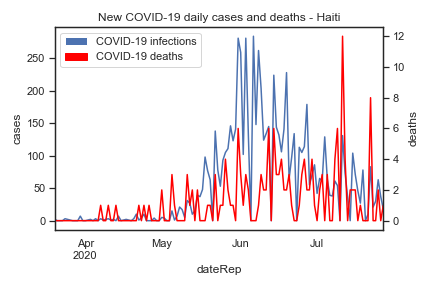 New COVID-19 daily cases and deaths - Haiti
COVID-19 infections
COVID-19 deaths
cases
250
200
150
100
50
0
12
10
8
6
4
2
0
deaths
Apr
2020
May
Jun
Jul
dateRep